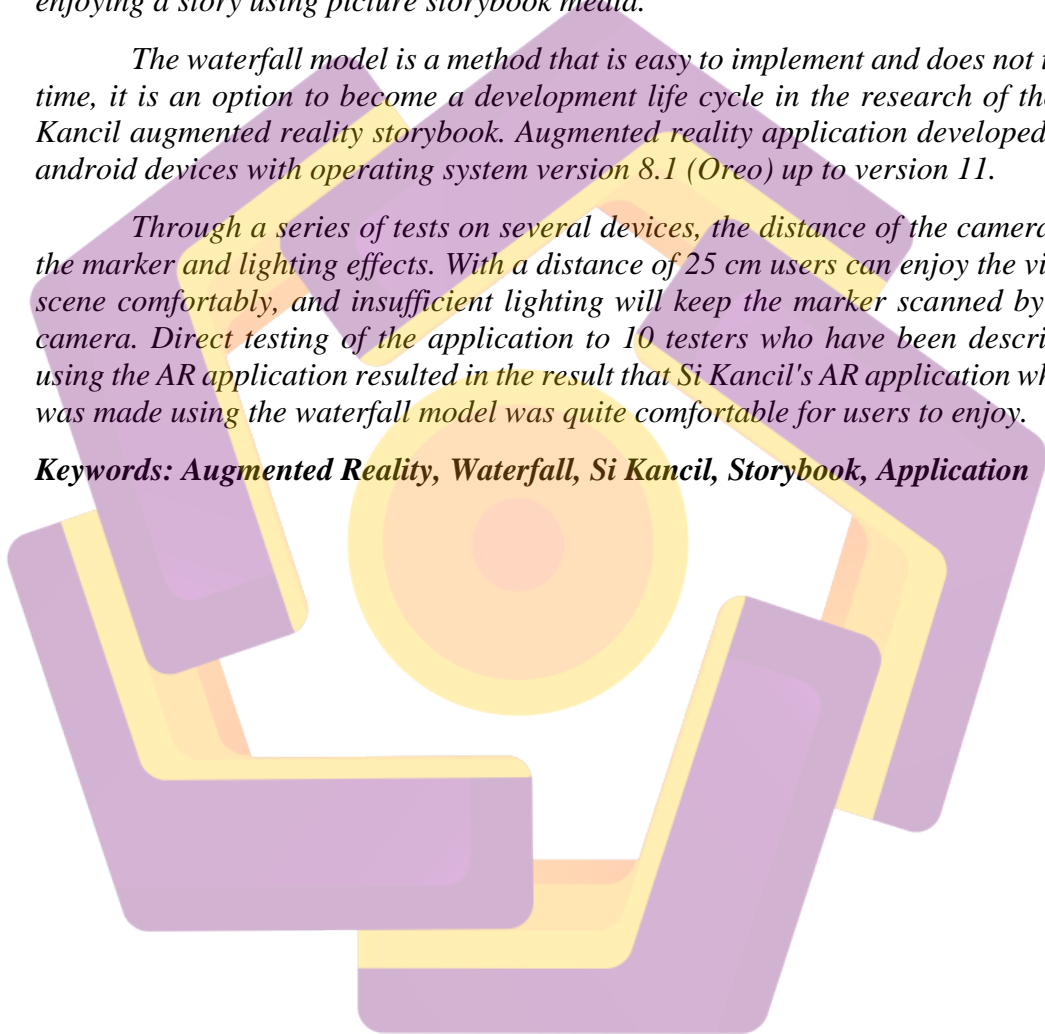 enjoying a story using picture storybook media.
The waterfall model is a method that is easy to implement and does not
time, it is an option to become a development life cycle in the research of
Kancil augmented reality storybook. Augmented reality application developed
android devices with operating system version 8.1 (Oreo) up to version 11.
Through a series of tests on several devices, the distance of the camera
the marker and lighting effects. With a distance of 25 cm users can enjoy the
scene comfortably, and insufficient lighting will keep the marker scanned by
camera. Direct testing of the application to 10 testers who have been
using the AR application resulted in the result that Si Kancil's AR application
was made using the waterfall model was quite comfortable for users to enjoy.
Keywords: Augmented Reality, Waterfall, Si Kancil, Storybook, Application